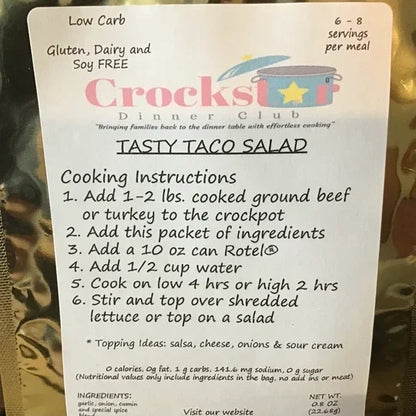 Low Carb
6 - 8
servings
per meal
Gluten, Dairy and
Soy FREE
Crockstar
Dinner Club
"Bringing families back to the dinner table with effortless cooking"
TASTY TACO SALAD
Cooking Instructions
1. Add 1-2 lbs. cooked ground beef
or turkey to the crockpot
2. Add this packet of ingredients
3. Add a 10 oz can Rotel®
4. Add 1/2 cup water
5. Cook on low 4 hrs or high 2 hrs
6. Stir and top over shredded
lettuce or top on a salad
* Topping Ideas: salsa, cheese, onions & sour cream
0 calories, 0g fat, 1 g carbs, 141.6 mg sodium, 0 g sugar
(Nutritional values only include ingredients in the bag, no add ins or meat)
INGREDIENTS:
garlic, onion, cumin
and special spice
NET WT.
0.8 OZ
(22.68g)
Visit our website